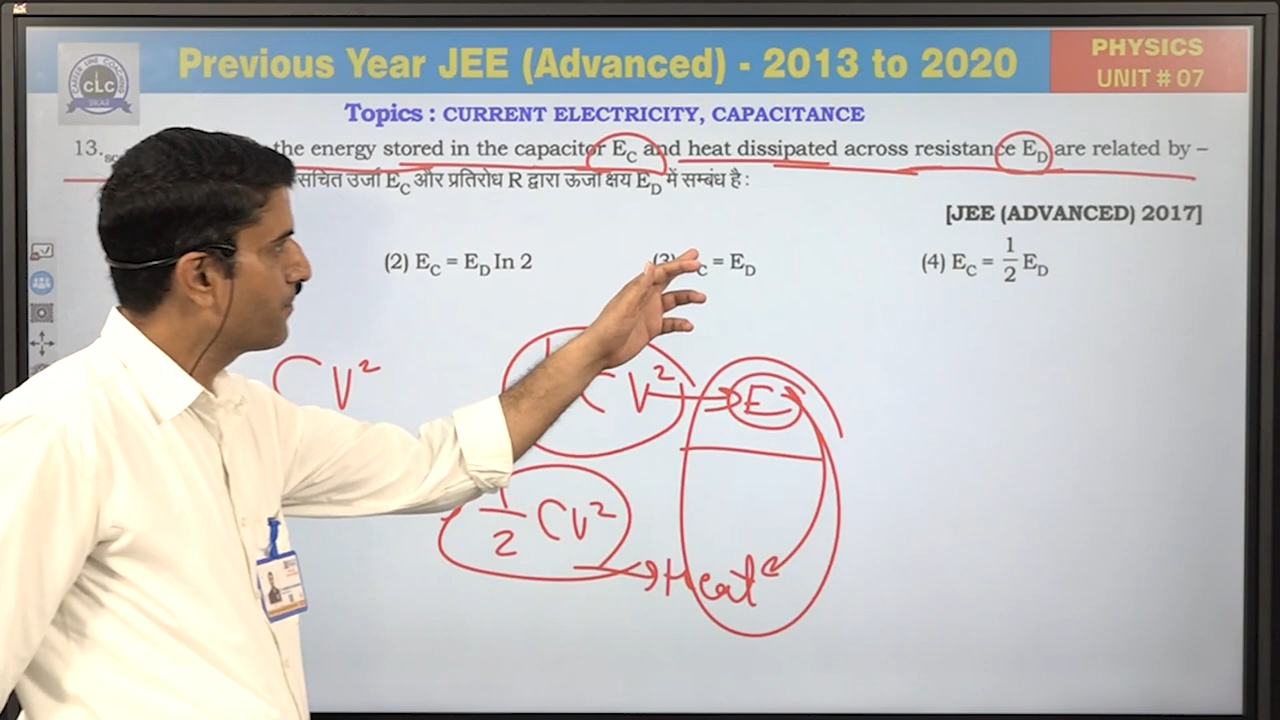 Previous Year JEE (Advanced) - 2013 to 2020
PHYSICS
UNIT # 07
CLC
SIKAR
Topics : CURRENT ELECTRICITY, CAPACITANCE
13. the energy stored in the capacitor E_C and heat dissipated across resistance E_D are related by –
संचित ऊर्जा E_C और प्रतिरोध R द्वारा ऊर्जा क्षय E_D में सम्बंध है :
[JEE (ADVANCED) 2017]
(2) E_C = E_D In 2 (3) = E_D (4) E_C = 1/2 E_D
CV²
CV² → E
1/2 CV² → Heat